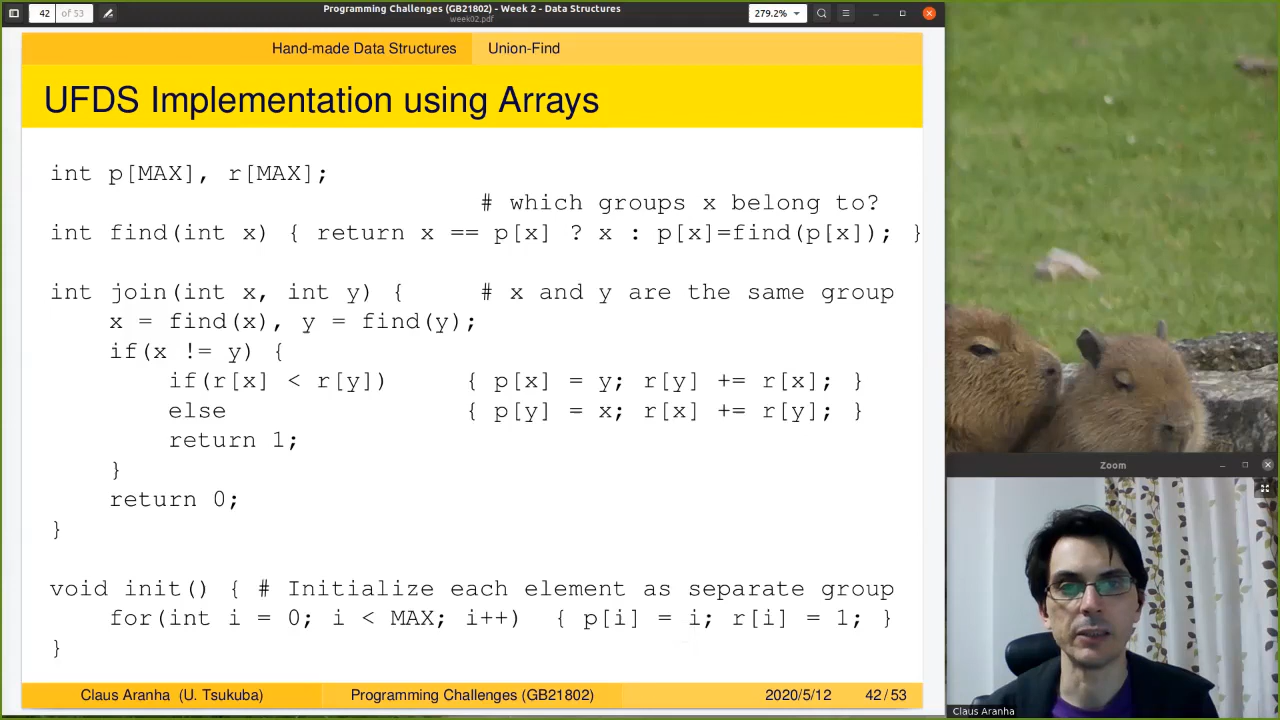 Programming Challenges (GB21802) - Week 2 - Data Structures
week02.pdf
42 of 53
279.2%
Hand-made Data Structures Union-Find
UFDS Implementation using Arrays
int p[MAX], r[MAX];
# which groups x belong to?
int find(int x) { return x == p[x] ? x : p[x]=find(p[x]); }
int join(int x, int y) { # x and y are the same group
x = find(x), y = find(y);
if(x != y) {
if(r[x] < r[y]) { p[x] = y; r[y] += r[x]; }
else { p[y] = x; r[x] += r[y]; }
return 1;
}
return 0;
}
void init() { # Initialize each element as separate group
for(int i = 0; i < MAX; i++) { p[i] = i; r[i] = 1; }
}
Claus Aranha (U. Tsukuba) Programming Challenges (GB21802) 2020/5/12 42 / 53
Zoom
Claus Aranha